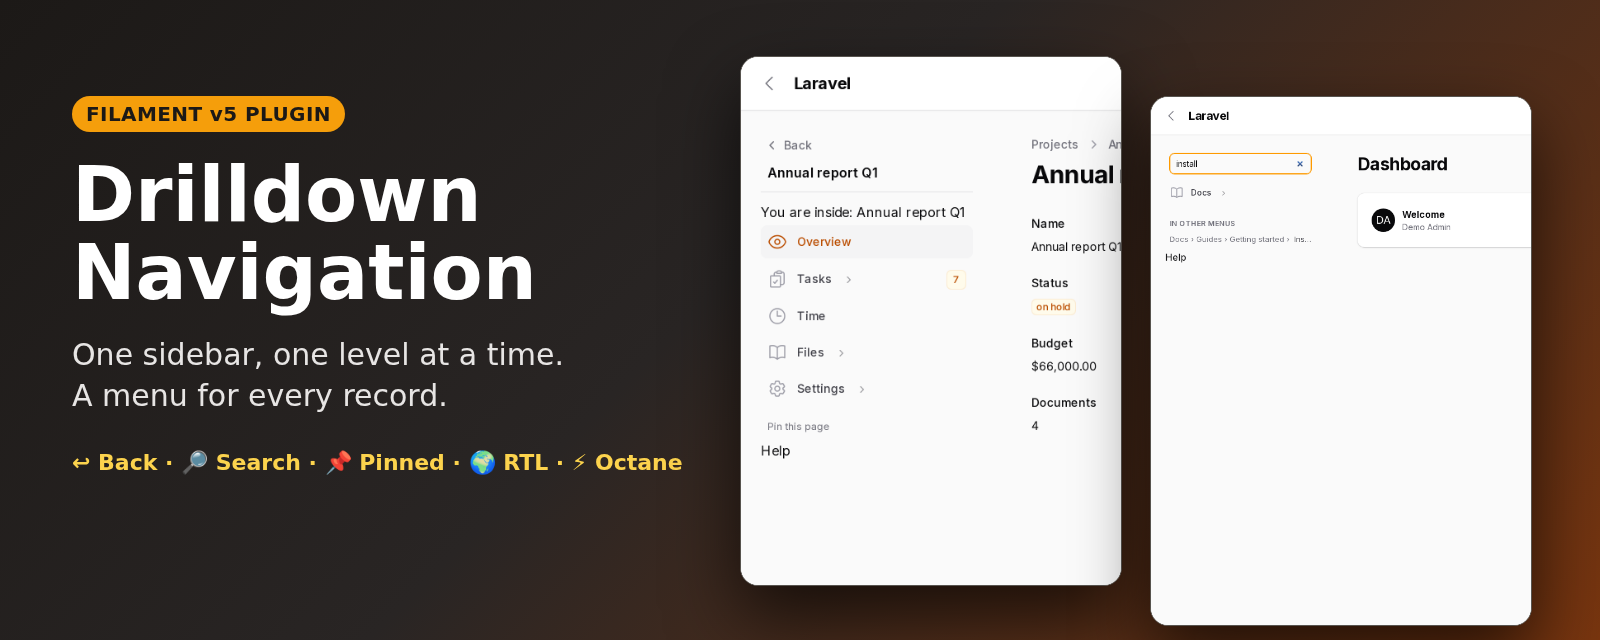 FILAMENT v5 PLUGIN
Drilldown
Navigation
One sidebar, one level at a time.
A menu for every record.
↩ Back · 🔎 Search · 📌 Pinned · 🌍 RTL · ⚡ Octane
Laravel
Back
Annual report Q1
You are inside: Annual report Q1
Overview
Tasks
7
Time
Files
Settings
Pin this page
Help
Projects > An
Annual
Name
Annual report Q1
Status
on hold
Budget
$66,000.00
Documents
4
Laravel
install
Docs
IN OTHER MENUS
Docs › Guides › Getting started › Ins...
Help
Dashboard
DA
Welcome
Demo Admin